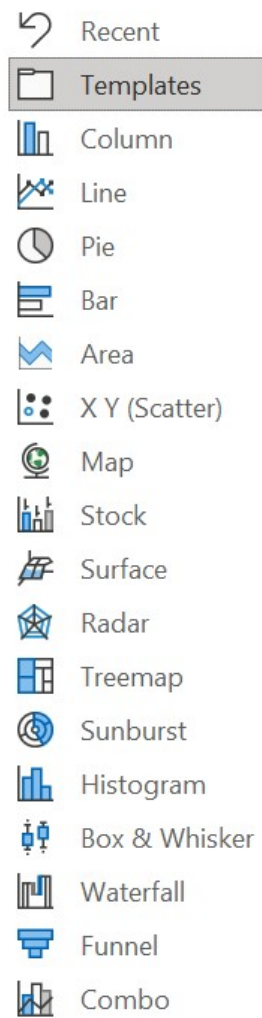 Recent
Templates
Column
Line
Pie
Bar
Area
X Y (Scatter)
Map
Stock
Surface
Radar
Treemap
Sunburst
Histogram
Box & Whisker
Waterfall
Funnel
Combo